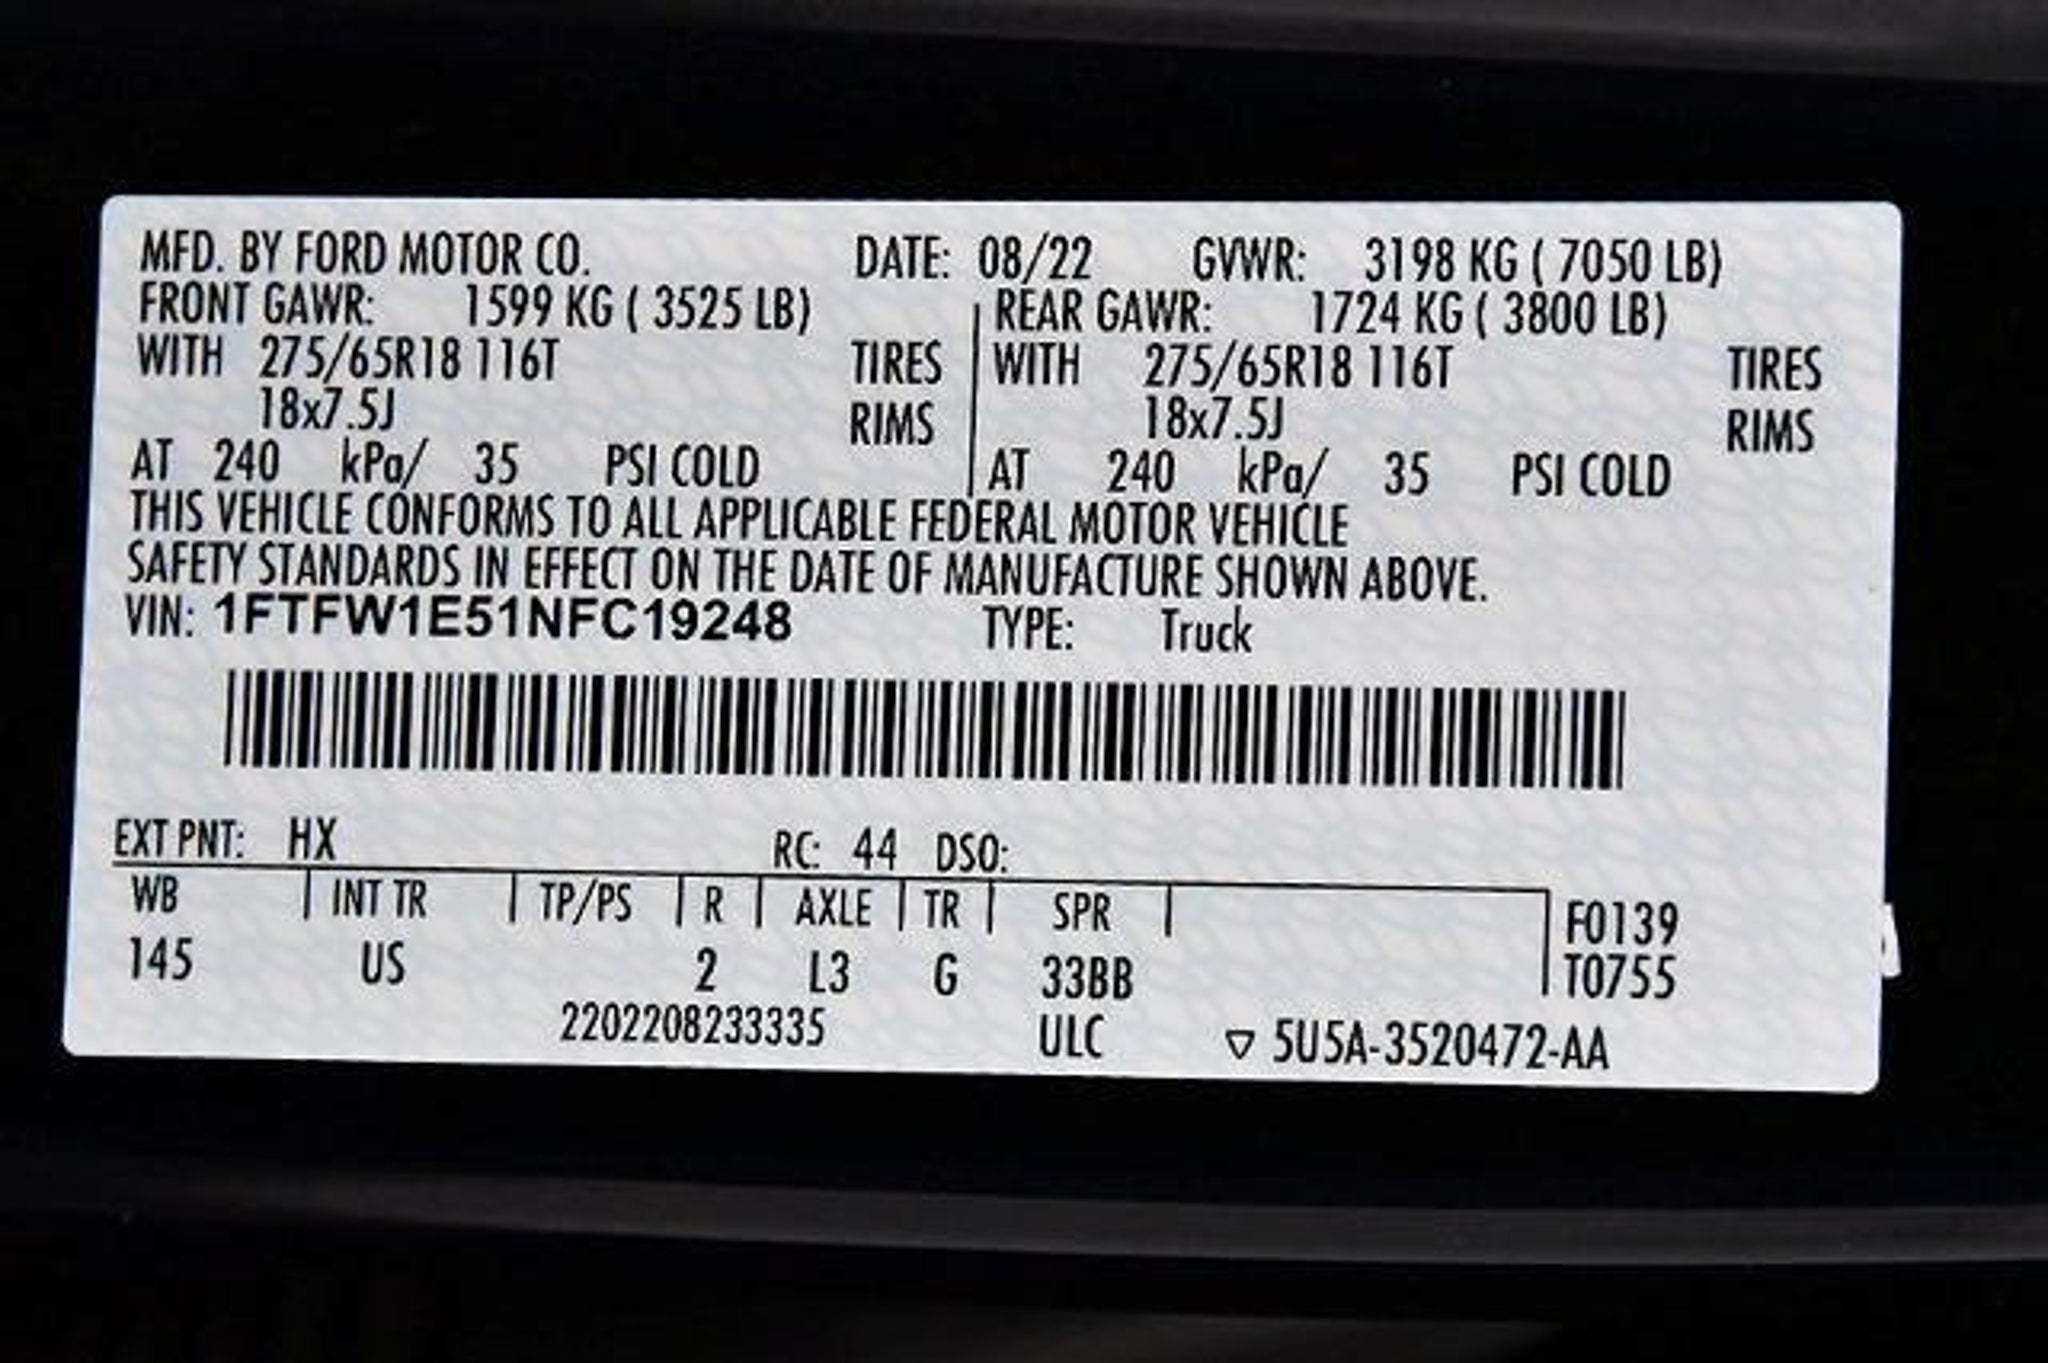 MFD. BY FORD MOTOR CO. DATE: 08/22 GVWR: 3198 KG ( 7050 LB)
FRONT GAWR: 1599 KG ( 3525 LB) REAR GAWR: 1724 KG ( 3800 LB)
WITH 275/65R18 116T TIRES WITH 275/65R18 116T TIRES
18x7.5J RIMS 18x7.5J RIMS
AT 240 kPa/ 35 PSI COLD AT 240 kPa/ 35 PSI COLD
THIS VEHICLE CONFORMS TO ALL APPLICABLE FEDERAL MOTOR VEHICLE
SAFETY STANDARDS IN EFFECT ON THE DATE OF MANUFACTURE SHOWN ABOVE.
VIN: 1FTFW1E51NFC19248 TYPE: Truck
EXT PNT: HX RC: 44 DSO:
WB INT TR TP/PS R AXLE TR SPR F0139
145 US 2 L3 G 33BB T0755
2202208233335 ULC ▽ 5U5A-3520472-AA